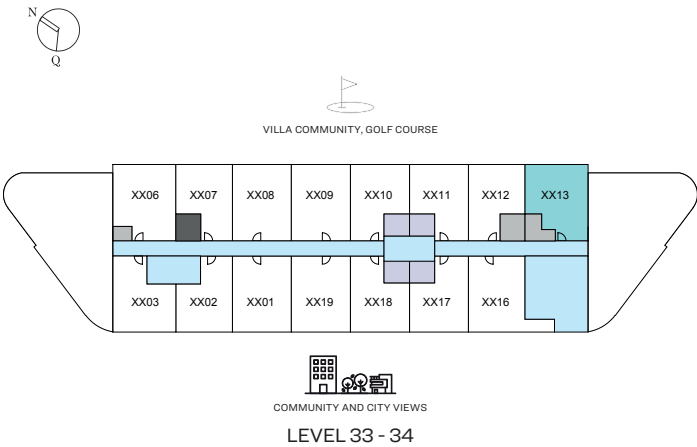 N
Q
VILLA COMMUNITY, GOLF COURSE
XX06 XX07 XX08 XX09 XX10 XX11 XX12 XX13
XX03 XX02 XX01 XX19 XX18 XX17 XX16
COMMUNITY AND CITY VIEWS
LEVEL 33 - 34